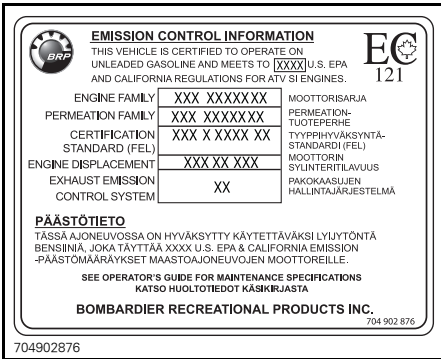 BRP
EMISSION CONTROL INFORMATION
THIS VEHICLE IS CERTIFIED TO OPERATE ON
UNLEADED GASOLINE AND MEETS TO XXXX U.S. EPA
AND CALIFORNIA REGULATIONS FOR ATV SI ENGINES.
EC
121
ENGINE FAMILY XXX XXXXXXX MOOTTORISARJA
PERMEATION FAMILY XXX XXXXXXX PERMEATION-
TUOTEPERHE
CERTIFICATION
STANDARD (FEL) XXX X XXXX XX TYYPPIHYVÄKSYNTÄ-
STANDARDI (FEL)
ENGINE DISPLACEMENT XXX XX XXX MOOTTORIN
SYLINTERITILAVUUS
EXHAUST EMISSION
CONTROL SYSTEM XX PAKOKAASUJEN
HALLINTAJÄRJESTELMÄ
PÄÄSTÖTIETO
TÄSSÄ AJONEUVOSSA ON HYVÄKSYTTY KÄYTETTÄVÄKSI LYIJYTÖNTÄ
BENSIINIÄ, JOKA TÄYTTÄÄ XXXX U.S. EPA & CALIFORNIA EMISSION
-PÄÄSTÖMÄÄRÄYKSET MAASTOAJONEUVOJEN MOOTTOREILLE.
SEE OPERATOR'S GUIDE FOR MAINTENANCE SPECIFICATIONS
KATSO HUOLTOTIEDOT KÄSIKIRJASTA
BOMBARDIER RECREATIONAL PRODUCTS INC.
704 902 876
704902876